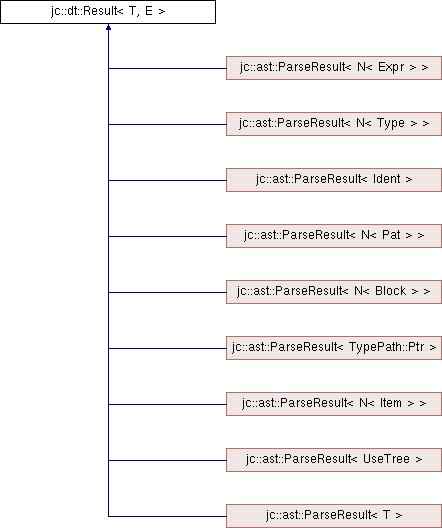 jc::dt::Result< T, E >
jc::ast::ParseResult< N< Expr > >
jc::ast::ParseResult< N< Type > >
jc::ast::ParseResult< Ident >
jc::ast::ParseResult< N< Pat > >
jc::ast::ParseResult< N< Block > >
jc::ast::ParseResult< TypePath::Ptr >
jc::ast::ParseResult< N< Item > >
jc::ast::ParseResult< UseTree >
jc::ast::ParseResult< T >